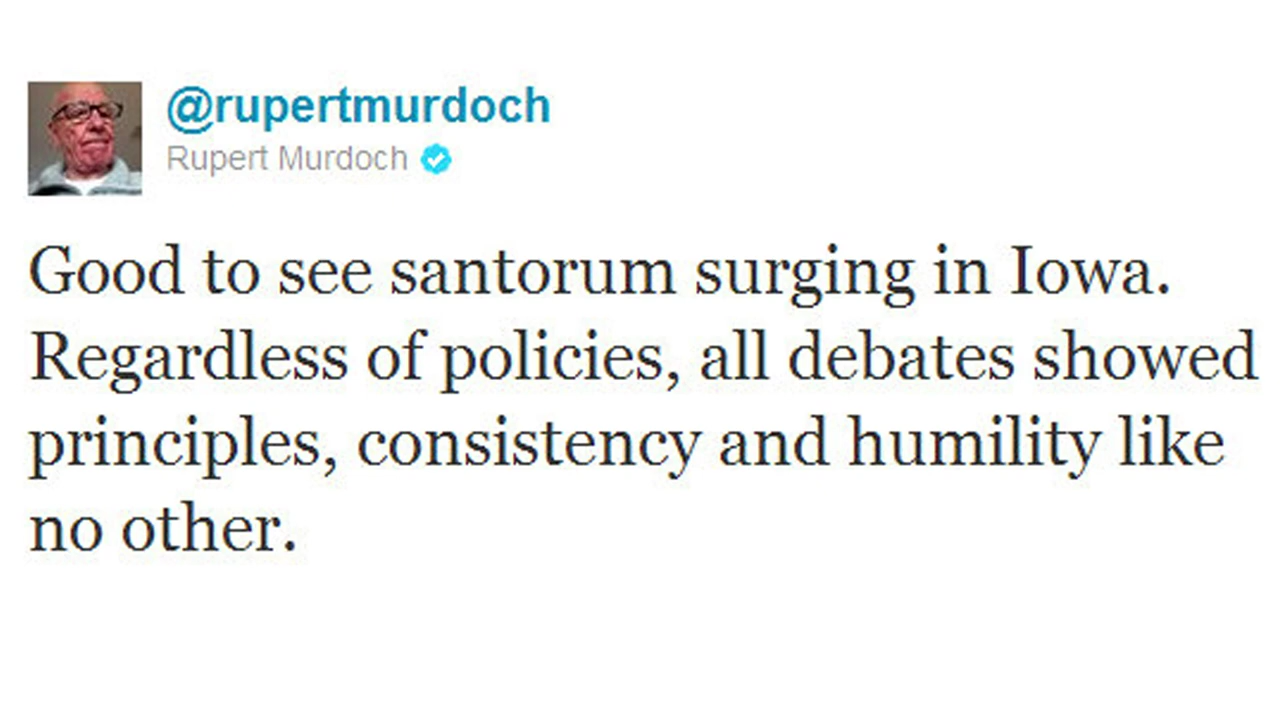 @rupertmurdoch
Rupert Murdoch
Good to see santorum surging in Iowa.
Regardless of policies, all debates showed
principles, consistency and humility like
no other.